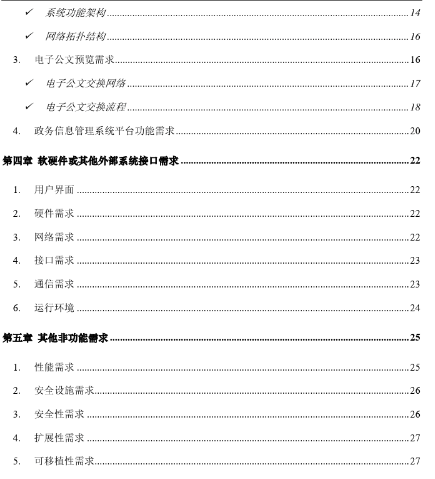 ✓ 系统功能架构........14
✓ 网络拓扑结构........16
3. 电子公文预览需求........16
✓ 电子公文交换网络........17
✓ 电子公文交换流程........18
4. 政务信息管理系统平台功能需求........20
第四章 软硬件或其他外部系统接口需求........22
1. 用户界面........22
2. 硬件需求........22
3. 网络需求........22
4. 接口需求........23
5. 通信需求........23
6. 运行环境........24
第五章 其他非功能需求........25
1. 性能需求........25
2. 安全设施需求........26
3. 安全性需求........26
4. 扩展性需求........27
5. 可移植性需求........27